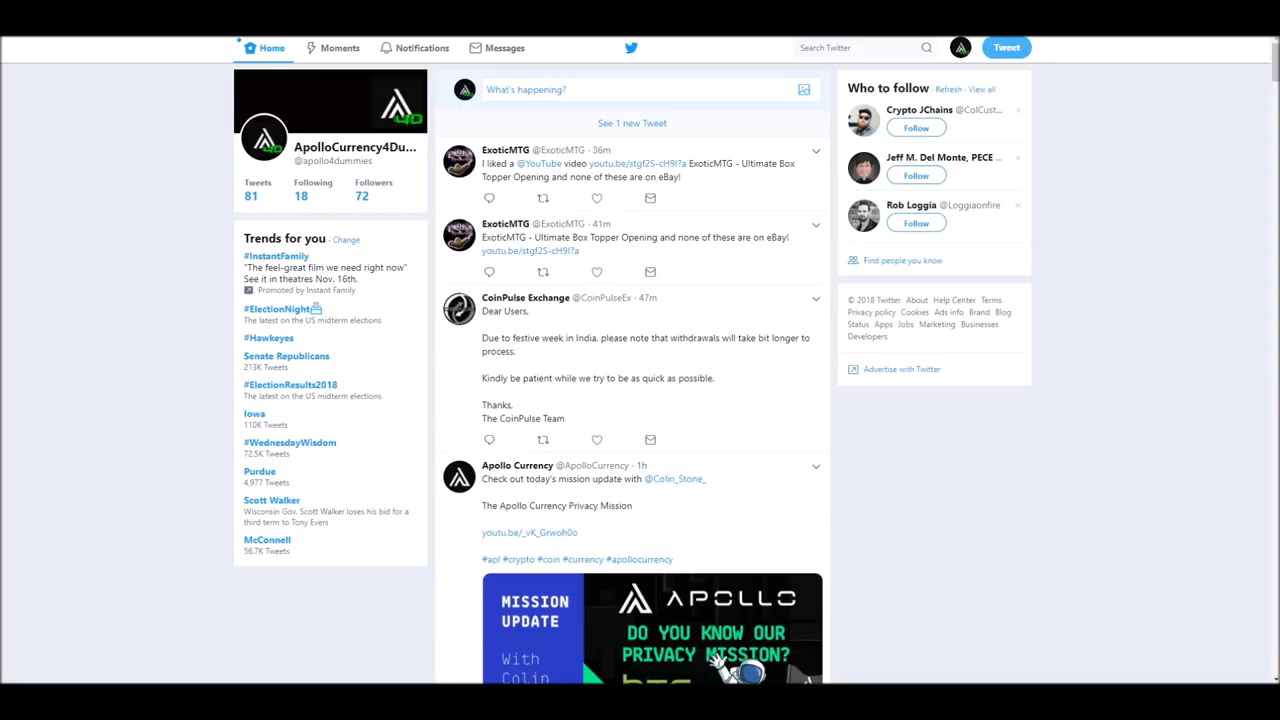 Home
Moments
Notifications
Messages
Search Twitter
Tweet
ApolloCurrency4Du...
@apollo4dummies
Tweets Following Followers
81 18 72
Trends for you · Change
#InstantFamily
"The feel-great film we need right now"
See it in theatres Nov. 16th.
Promoted by Instant Family
#ElectionNight
The latest on the US midterm elections
#Hawkeyes
Senate Republicans
213K Tweets
#ElectionResults2018
The latest on the US midterm elections
Iowa
110K Tweets
#WednesdayWisdom
72.5K Tweets
Purdue
4,977 Tweets
Scott Walker
Wisconsin Gov. Scott Walker loses his bid for a
third term to Tony Evers
McConnell
56.7K Tweets
What's happening?
See 1 new Tweet
ExoticMTG @ExoticMTG · 36m
I liked a @YouTube video youtu.be/stgf2S-cH9I?a ExoticMTG - Ultimate Box
Topper Opening and none of these are on eBay!
ExoticMTG @ExoticMTG · 41m
ExoticMTG - Ultimate Box Topper Opening and none of these are on eBay!
youtu.be/stgf2S-cH9I?a
CoinPulse Exchange @CoinPulseEx · 47m
Dear Users,
Due to festive week in India, please note that withdrawals will take bit longer to
process.
Kindly be patient while we try to be as quick as possible.
Thanks,
The CoinPulse Team
Apollo Currency @ApolloCurrency · 1h
Check out today's mission update with @Colin_Stone_
The Apollo Currency Privacy Mission
youtu.be/_vK_Grwoh0o
#apl #crypto #coin #currency #apollocurrency
MISSION
UPDATE
With
Colin
APOLLO
DO YOU KNOW OUR
PRIVACY MISSION?
Who to follow · Refresh · View all
Crypto JChains @ColCust...
Follow
Jeff M. Del Monte, PECE ...
Follow
Rob Loggia @Loggiaonfire
Follow
Find people you know
© 2018 Twitter About Help Center Terms
Privacy policy Cookies Ads info Brand Blog
Status Apps Jobs Marketing Businesses
Developers
Advertise with Twitter